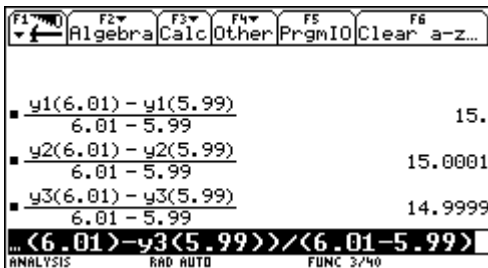 F1 F2 Algebra F3 Calc F4 Other F5 PrgmIO F6 Clear a-z…
y1(6.01) - y1(5.99)
6.01 - 5.99
15.
y2(6.01) - y2(5.99)
6.01 - 5.99
15.0001
y3(6.01) - y3(5.99)
6.01 - 5.99
14.9999
…(6.01)-y3(5.99))/(6.01-5.99)
ANALYSIS RAD AUTO FUNC 3/40